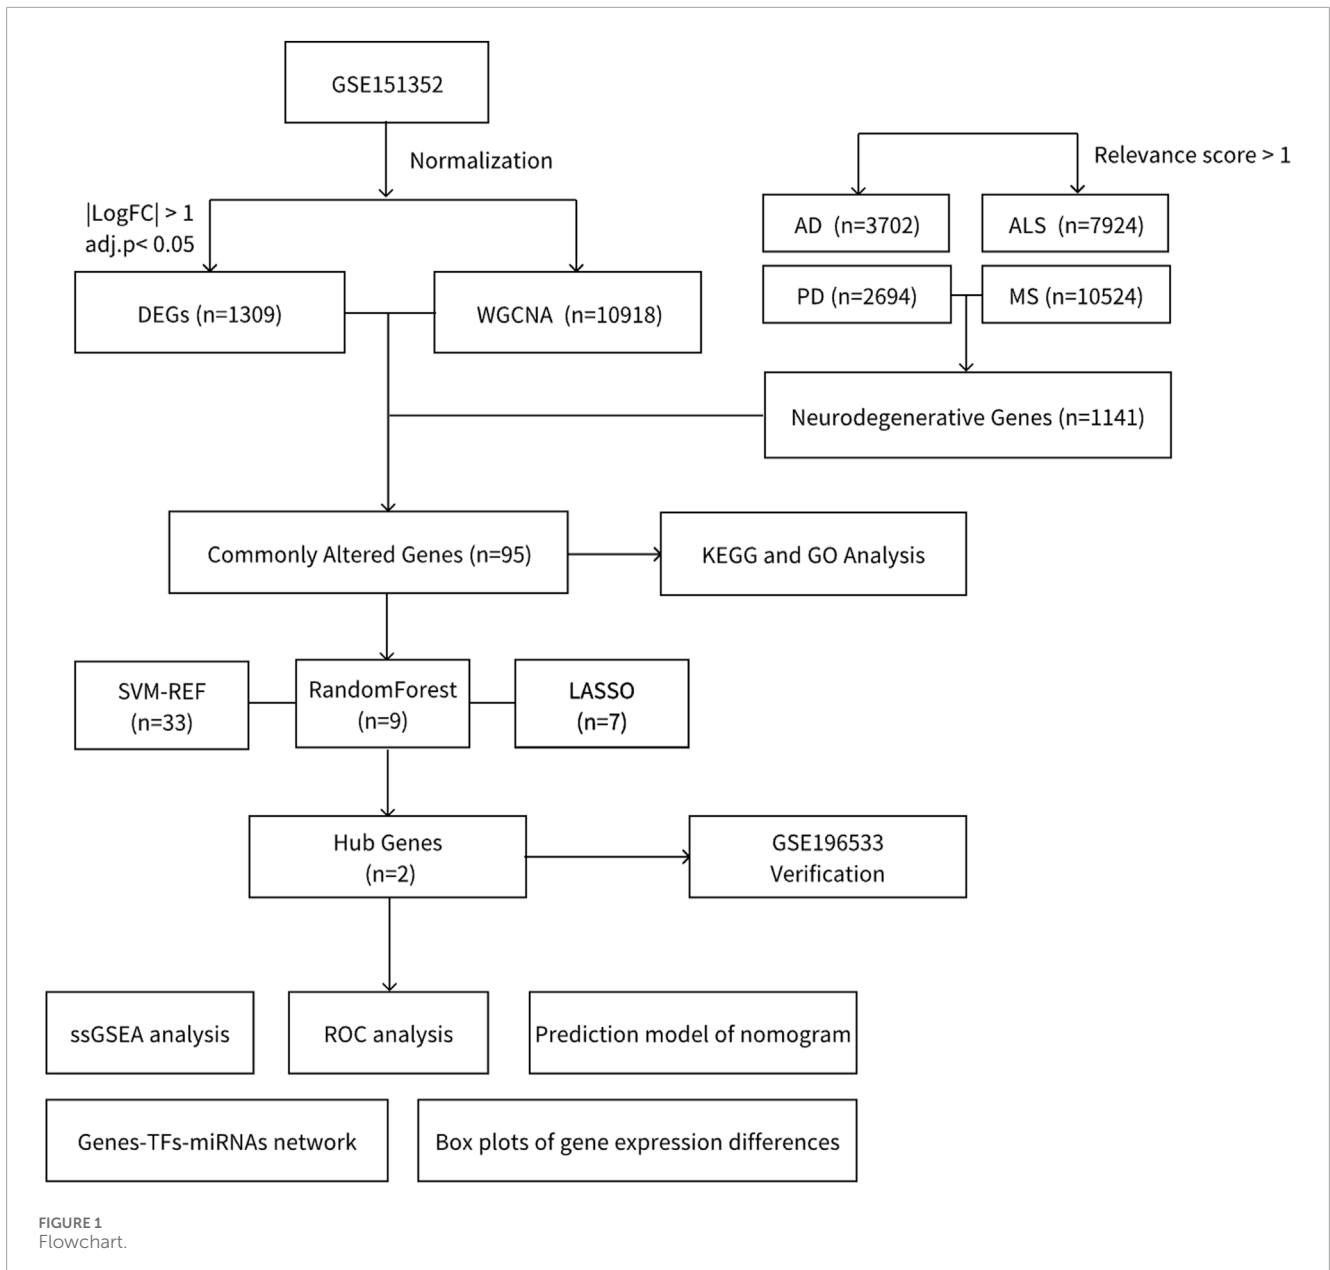 GSE151352
Normalization
Relevance score > 1
|LogFC| > 1
adj.p< 0.05
AD (n=3702)
ALS (n=7924)
DEGs (n=1309)
WGCNA (n=10918)
PD (n=2694)
MS (n=10524)
Neurodegenerative Genes (n=1141)
Commonly Altered Genes (n=95)
KEGG and GO Analysis
SVM-REF
(n=33)
RandomForest
(n=9)
LASSO
(n=7)
Hub Genes
(n=2)
GSE196533
Verification
ssGSEA analysis
ROC analysis
Prediction model of nomogram
Genes-TFs-miRNAs network
Box plots of gene expression differences
FIGURE 1
Flowchart.